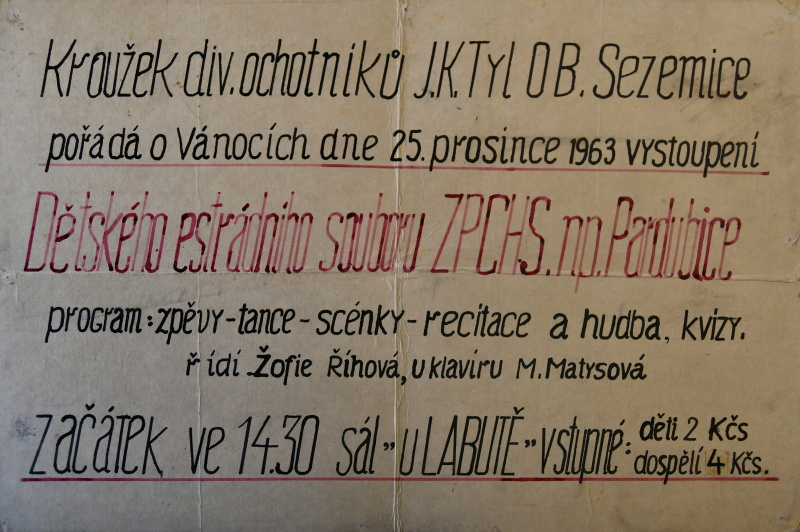 Kroužek div. ochotníků J.K.Tyl OB. Sezemice
pořádá o Vánocích dne 25. prosince 1963 vystoupení
Dětského estrádního souboru ZPCHS. np. Pardubice
program: zpěvy - tance - scénky - recitace a hudba, kvizy.
řídí Žofie Říhová, u klavíru M. Matysová
Začátek ve 14.30 sál „u LABUTĚ" vstupné: děti 2 Kčs
dospělí 4 Kčs.